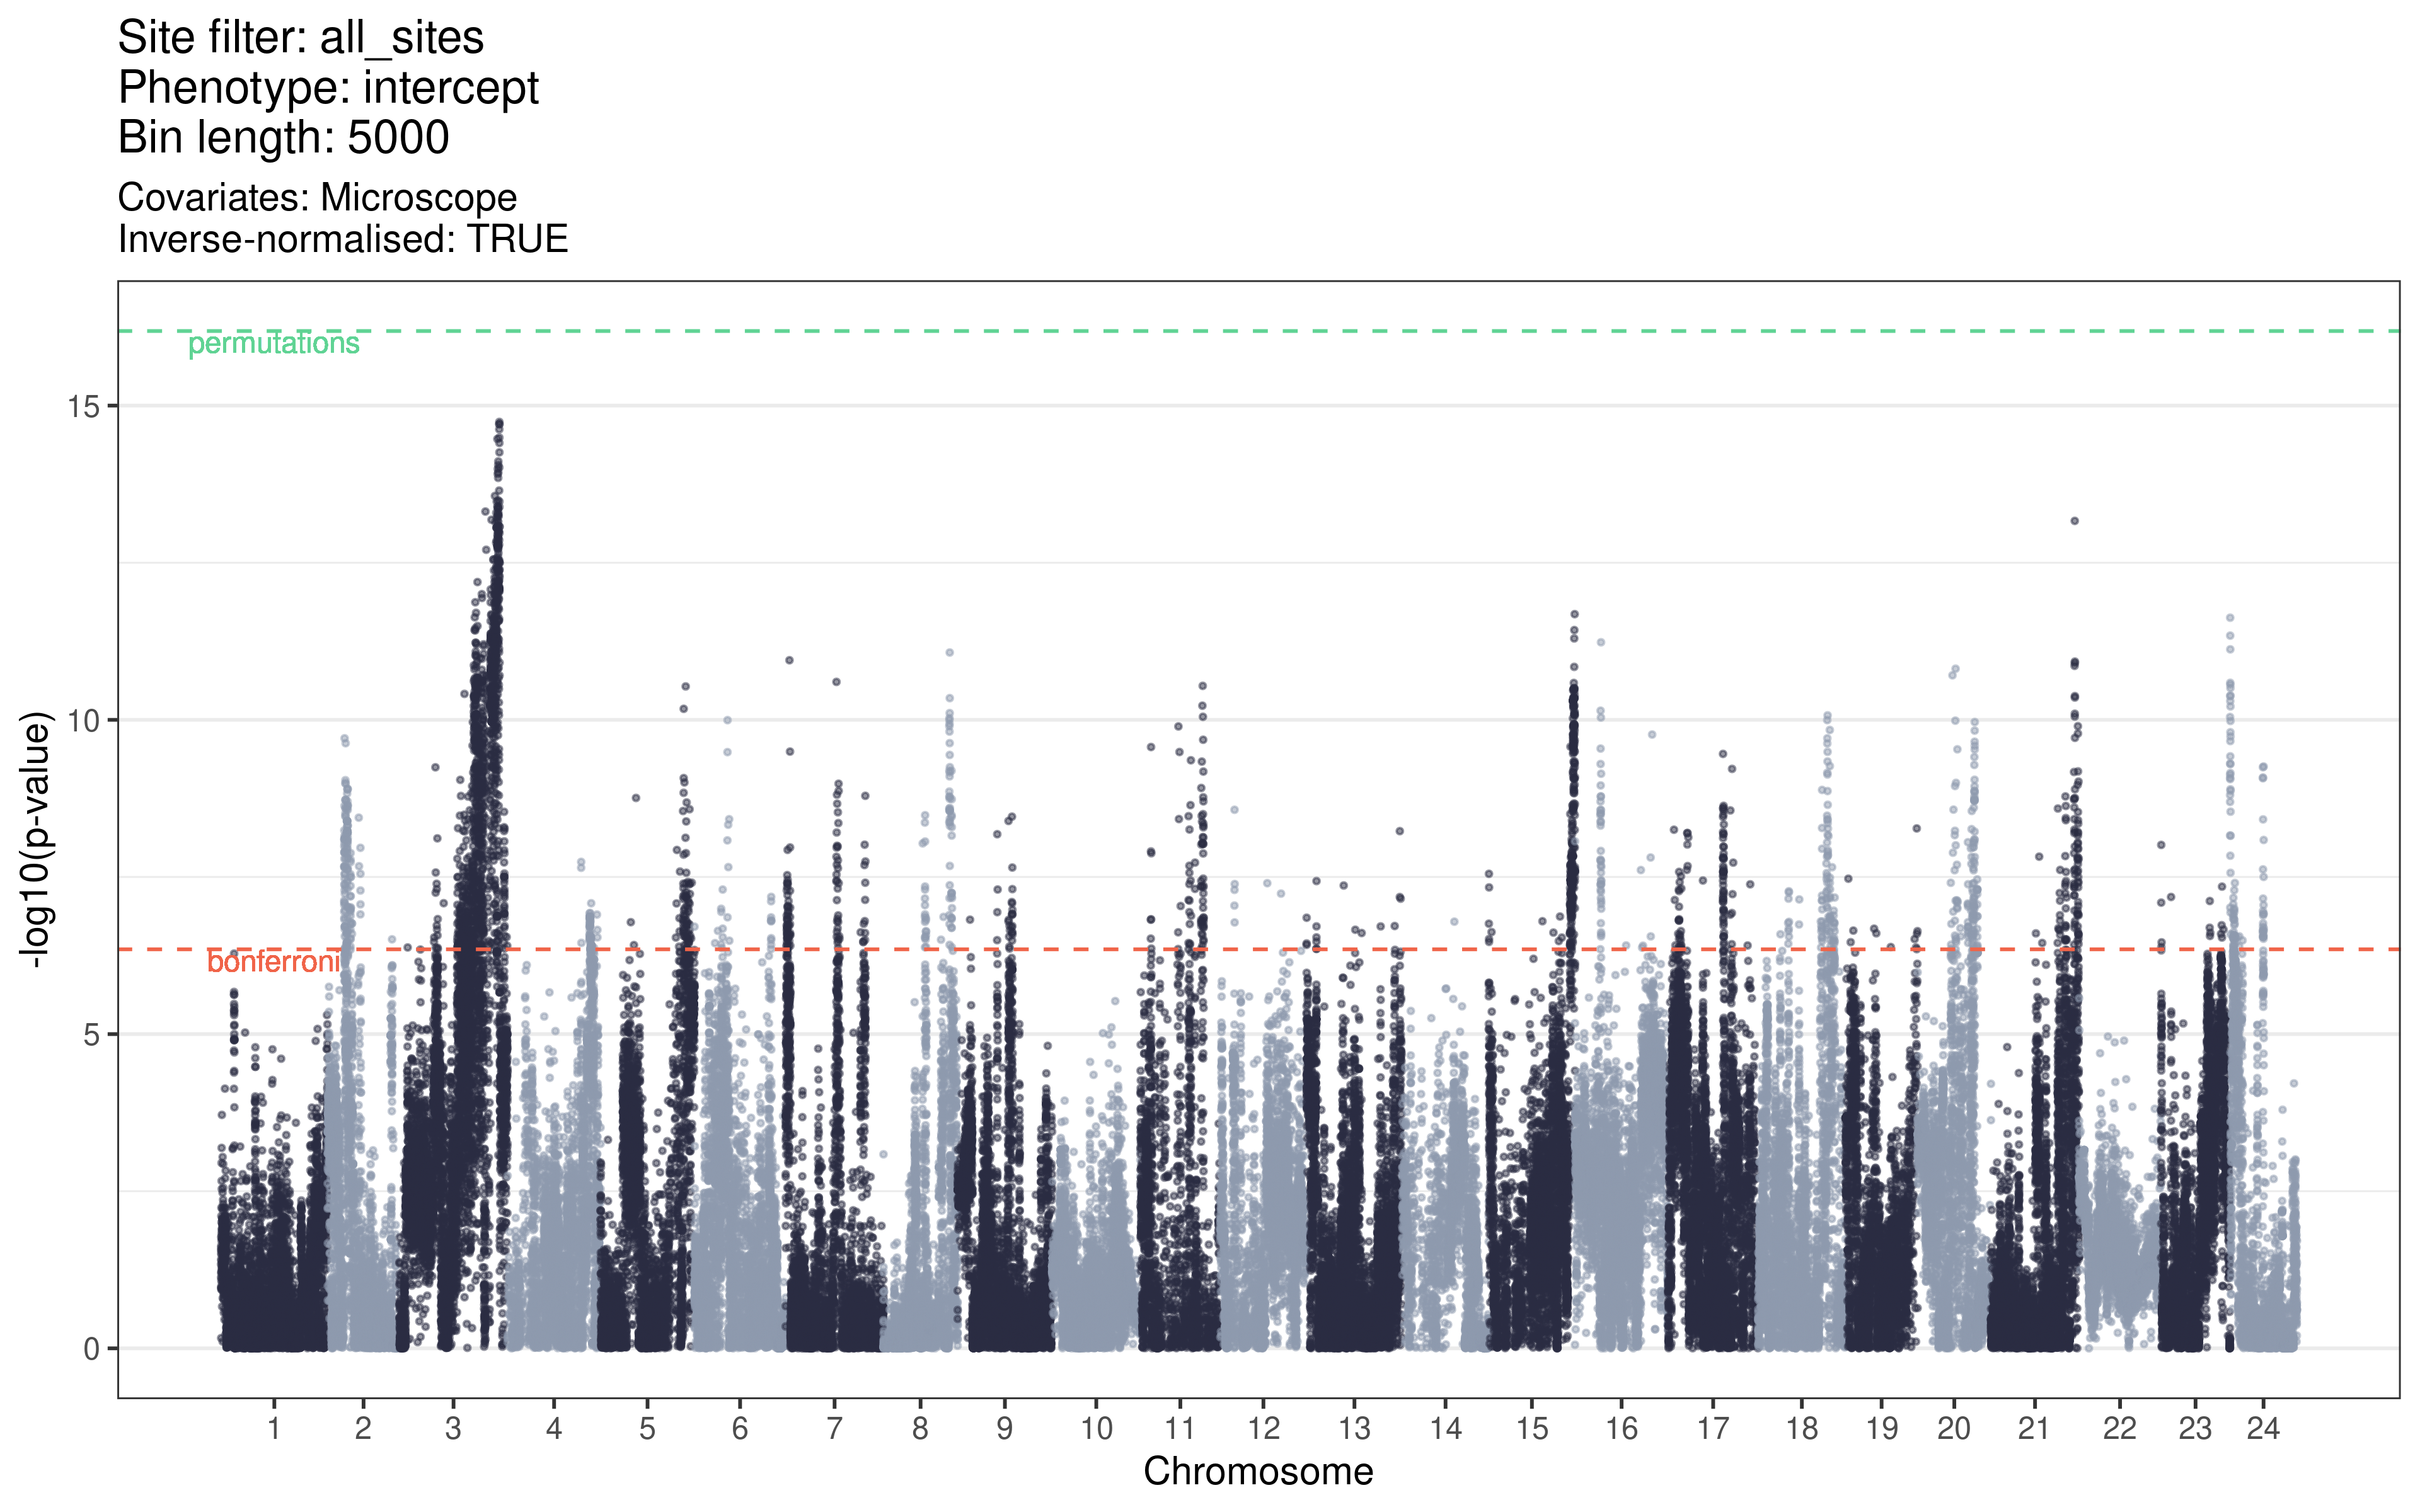 Site filter: all_sites
Phenotype: intercept
Bin length: 5000
Covariates: Microscope
Inverse-normalised: TRUE
permutations
15
10
bonferroni
5
0
-log10(p-value)
1 2 3 4 5 6 7 8 9 10 11 12 13 14 15 16 17 18 19 20 21 22 23 24
Chromosome